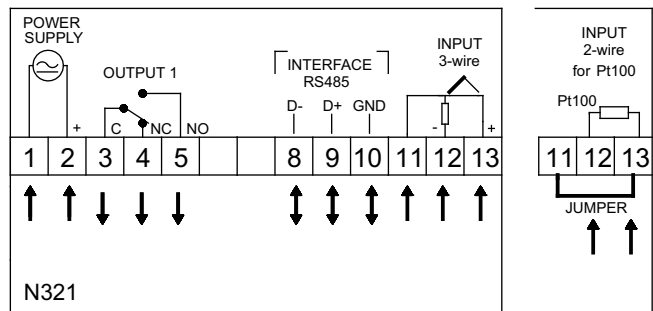 POWER
SUPPLY
OUTPUT 1
INTERFACE
RS485
INPUT
3-wire
D- D+ GND
+ C NC NO - +
1 2 3 4 5 8 9 10 11 12 13
N321
INPUT
2-wire
for Pt100
Pt100
11 12 13
JUMPER